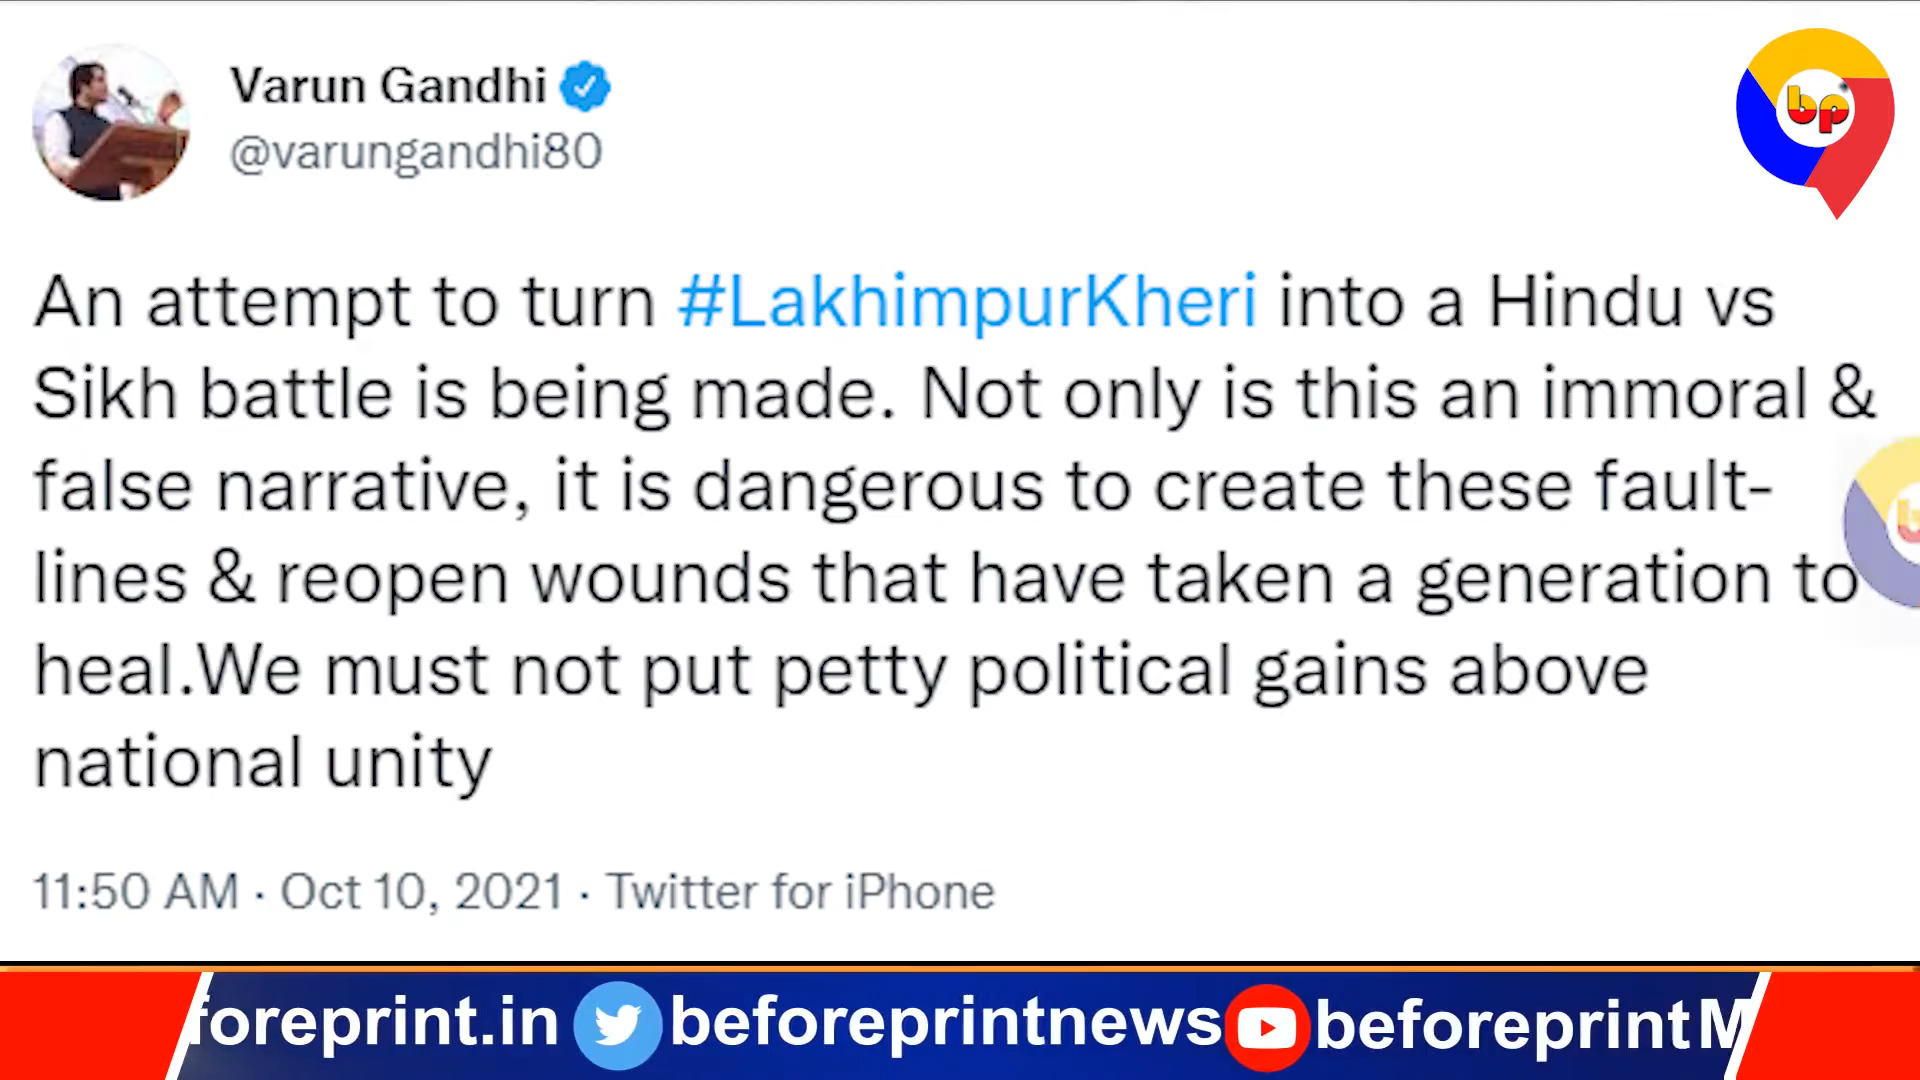 Varun Gandhi
@varungandhi80
bp
An attempt to turn #LakhimpurKheri into a Hindu vs
Sikh battle is being made. Not only is this an immoral &
false narrative, it is dangerous to create these fault-
lines & reopen wounds that have taken a generation to
heal.We must not put petty political gains above
national unity
11:50 AM · Oct 10, 2021 · Twitter for iPhone
foreprint.in beforeprintnews beforeprint M